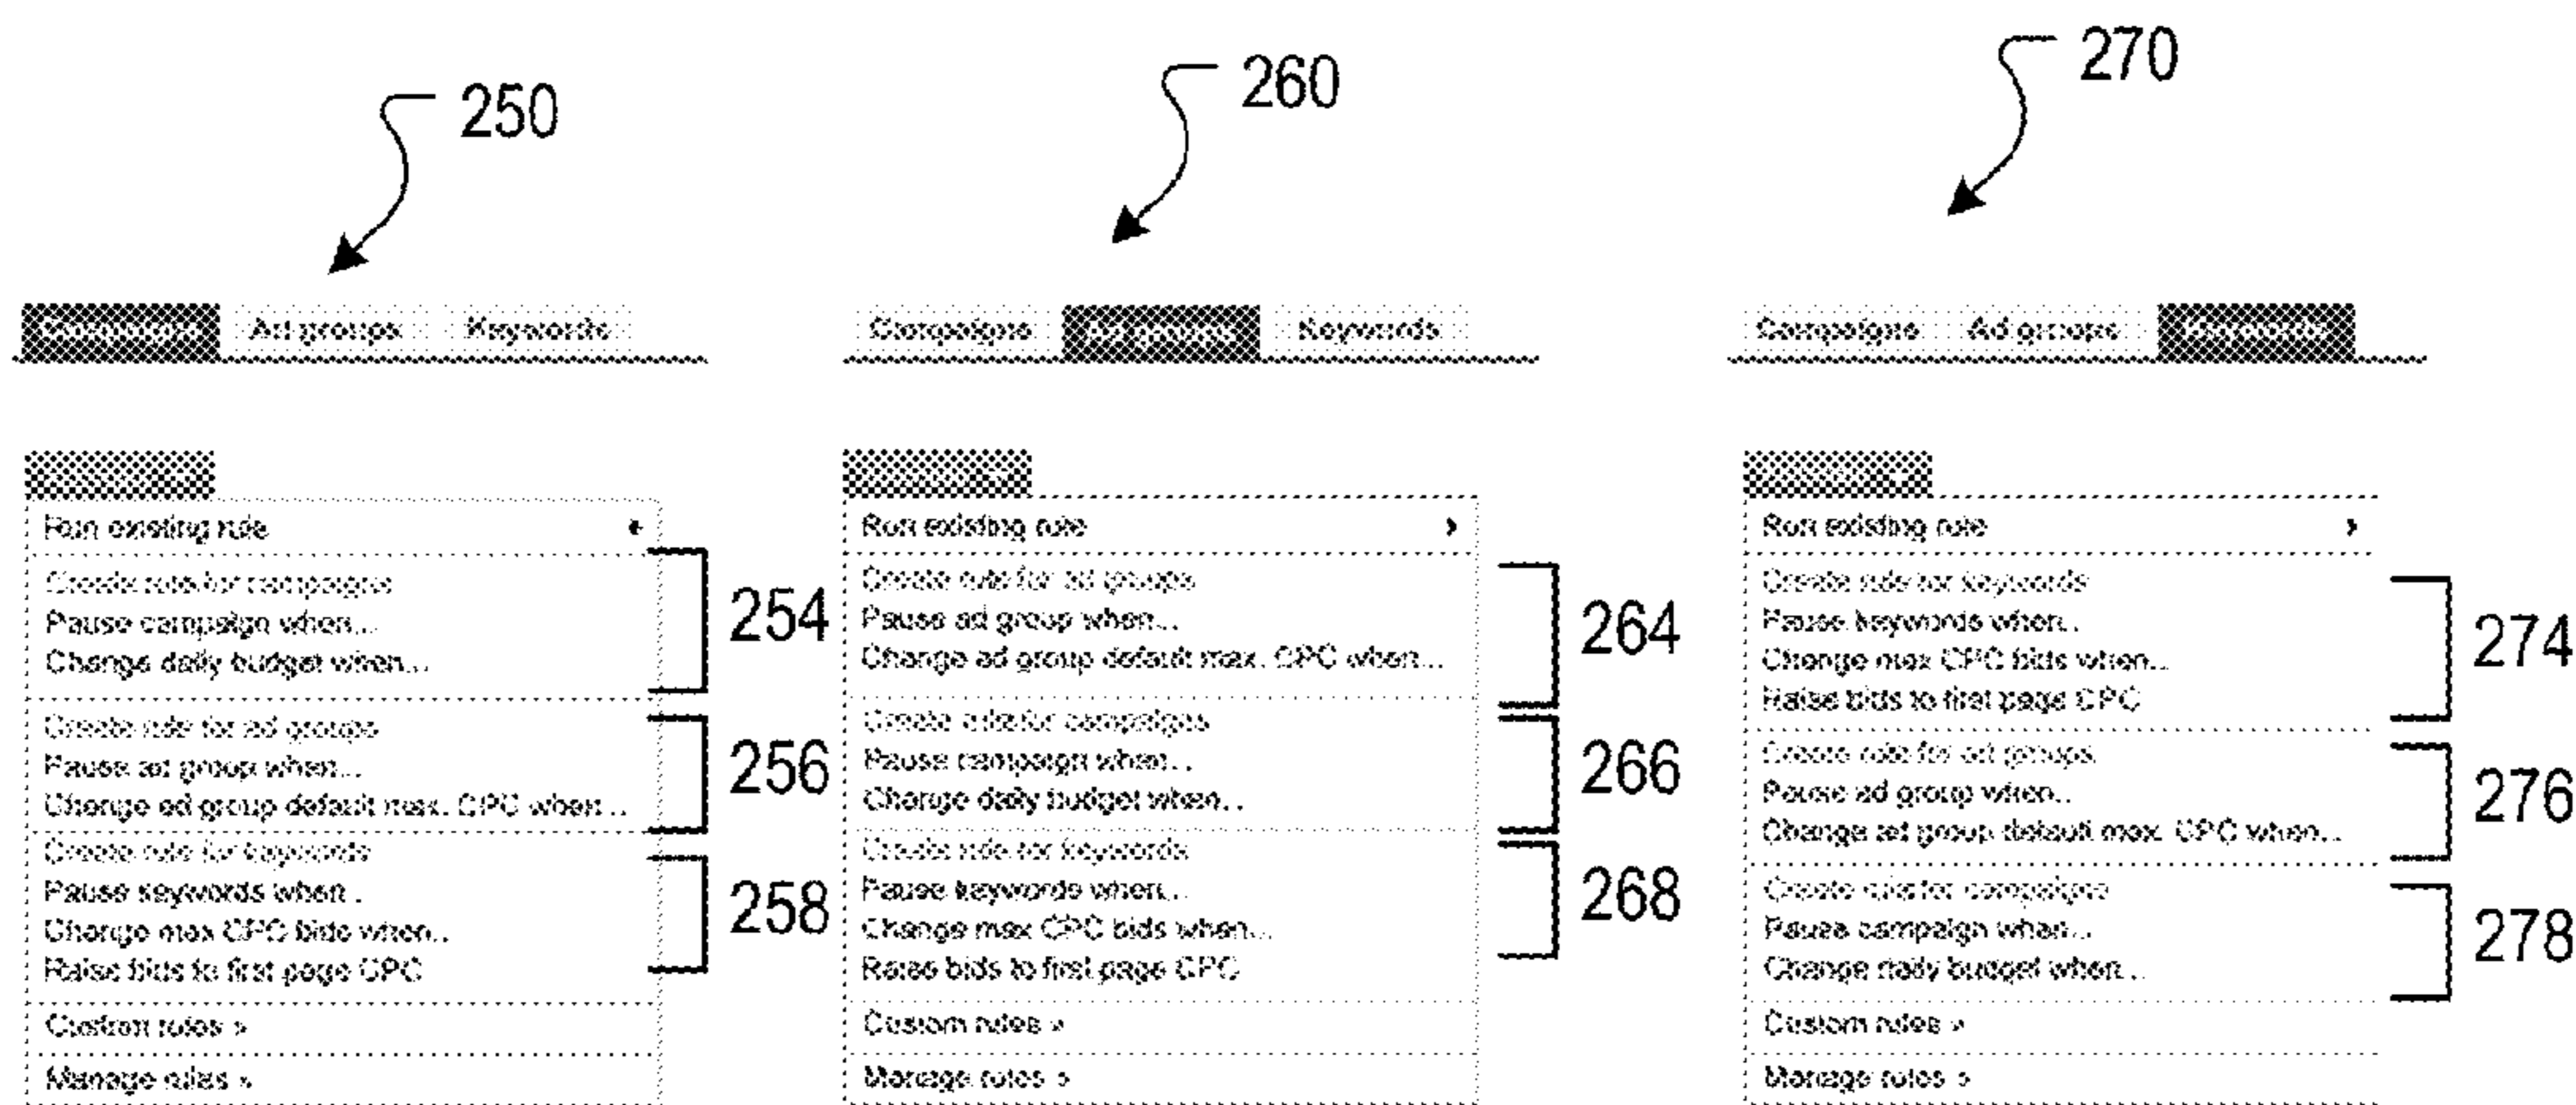 250
260
270
Campaigns Ad groups Keywords
Campaigns Ad groups Keywords
Campaigns Ad groups Keywords
Run existing rule
Create rule for campaigns
Pause campaign when...
Change daily budget when...
254
Create rule for ad groups
Pause ad group when...
Change ad group default max. CPC when...
256
Create rule for keywords
Pause keywords when...
Change max CPC bids when...
Raise bids to first page CPC
258
Custom rules »
Manage rules »
Run existing rule
Create rule for ad groups
Pause ad group when...
Change ad group default max. CPC when...
264
Create rule for campaigns
Pause campaign when...
Change daily budget when...
266
Create rule for keywords
Pause keywords when...
Change max CPC bids when...
Raise bids to first page CPC
268
Custom rules »
Manage rules »
Run existing rule
Create rule for keywords
Pause keywords when...
Change max CPC bids when...
Raise bids to first page CPC
274
Create rule for ad groups
Pause ad group when...
Change ad group default max. CPC when...
276
Create rule for campaigns
Pause campaign when...
Change daily budget when...
278
Custom rules »
Manage rules »